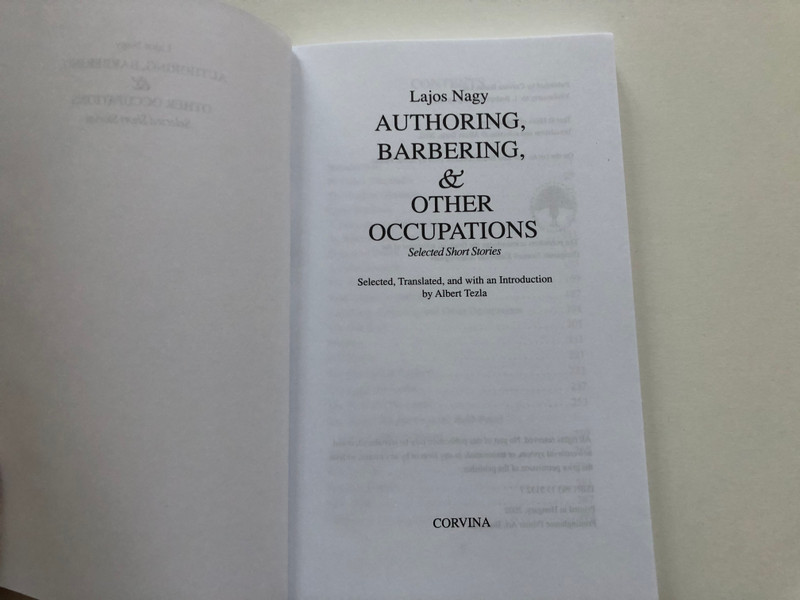 Lajos Nagy
AUTHORING,
BARBERING,
&
OTHER
OCCUPATIONS
Selected Short Stories
Selected, Translated, and with an Introduction
by Albert Tezla
CORVINA